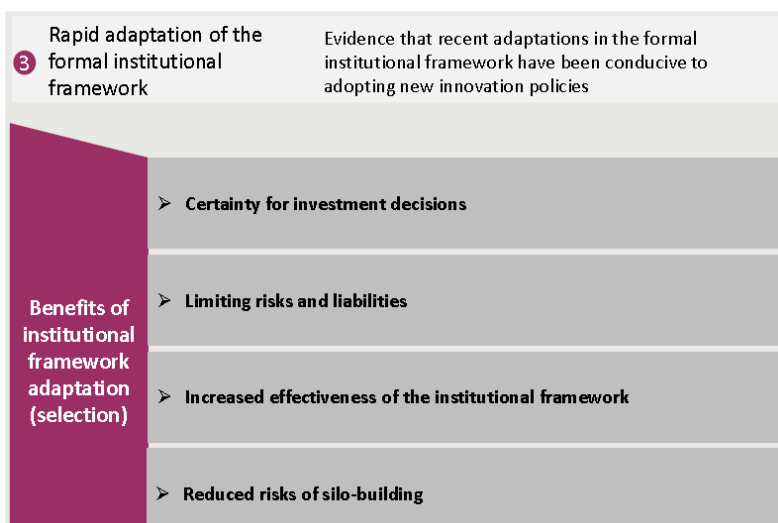 3
Rapid adaptation of the
formal institutional
framework
Evidence that recent adaptations in the formal
institutional framework have been conducive to
adopting new innovation policies
Benefits of
institutional
framework
adaptation
(selection)
➢ Certainty for investment decisions
➢ Limiting risks and liabilities
➢ Increased effectiveness of the institutional framework
➢ Reduced risks of silo-building